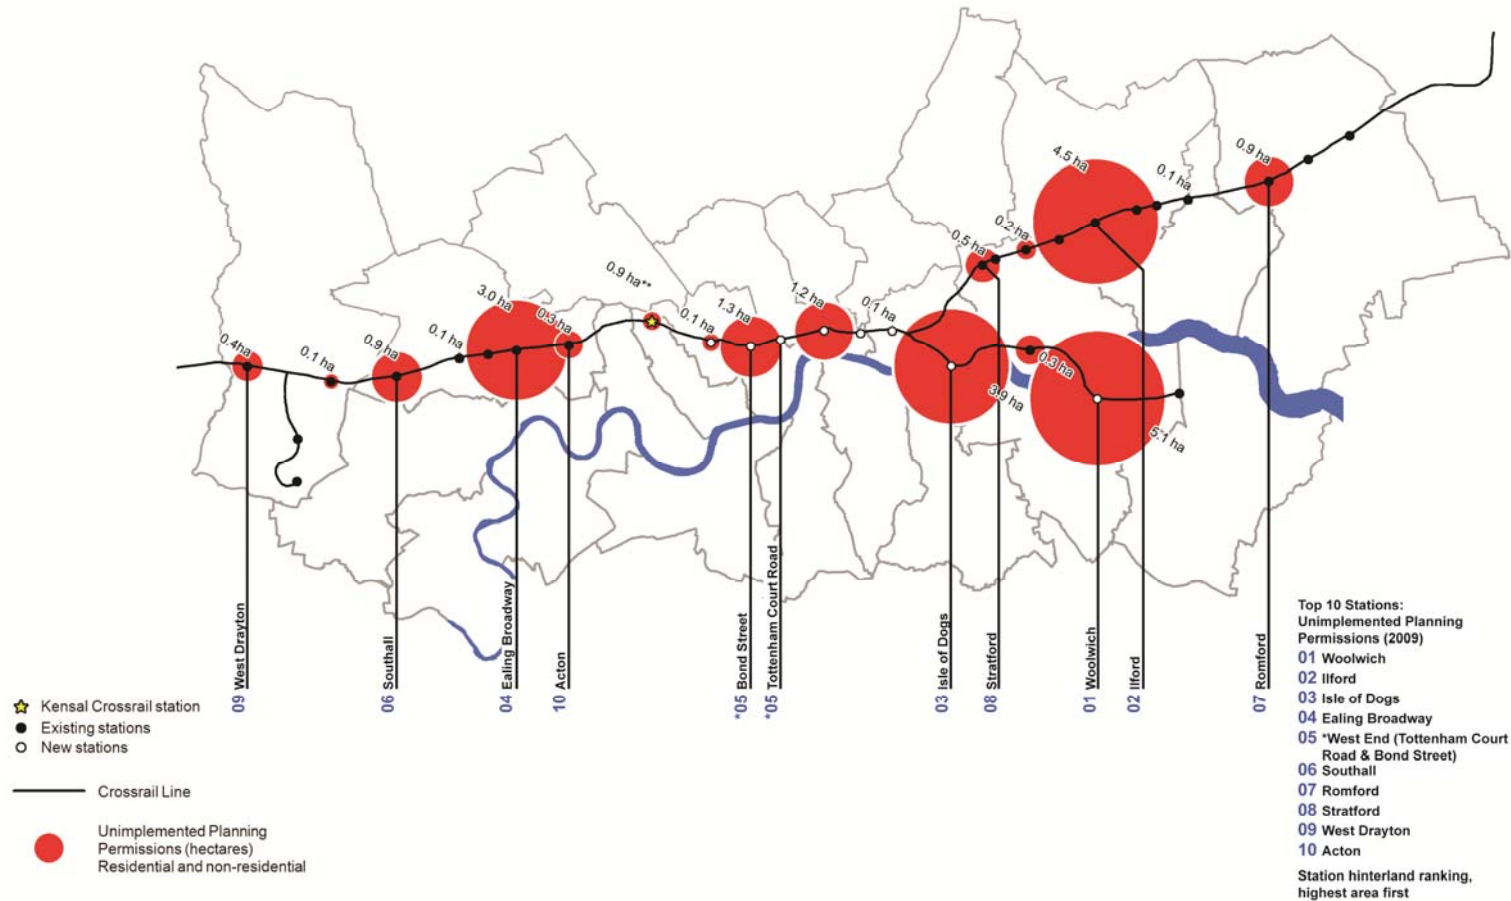 4.5 ha
0.1 ha
0.9 ha
0.5 ha
0.2 ha
0.9 ha**
3.0 ha
0.3 ha
0.1 ha
1.3 ha
1.2 ha
0.1 ha
0.4ha
0.1 ha
0.9 ha
0.1 ha
0.3 ha
3.9 ha
5.1 ha
09 West Drayton
06 Southall
04 Ealing Broadway
10 Acton
*05 Bond Street
*05 Tottenham Court Road
03 Isle of Dogs
08 Stratford
01 Woolwich
02 Ilford
07 Romford
Kensal Crossrail station
Existing stations
New stations
Crossrail Line
Unimplemented Planning
Permissions (hectares)
Residential and non-residential
Top 10 Stations:
Unimplemented Planning
Permissions (2009)
01 Woolwich
02 Ilford
03 Isle of Dogs
04 Ealing Broadway
05 *West End (Tottenham Court
Road & Bond Street)
06 Southall
07 Romford
08 Stratford
09 West Drayton
10 Acton
Station hinterland ranking,
highest area first